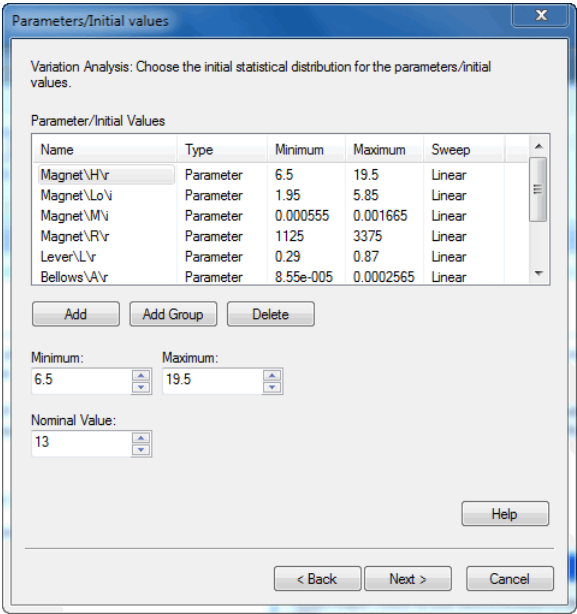 Parameters/Initial values
x
Variation Analysis: Choose the initial statistical distribution for the parameters/initial
values.
Parameter/Initial Values
Name Type Minimum Maximum Sweep
Magnet\H\r Parameter 6.5 19.5 Linear
Magnet\Lo\i Parameter 1.95 5.85 Linear
Magnet\M\i Parameter 0.000555 0.001665 Linear
Magnet\R\r Parameter 1125 3375 Linear
Lever\L\r Parameter 0.29 0.87 Linear
Bellows\A\r Parameter 8.55e-005 0.0002565 Linear
Add Add Group Delete
Minimum: Maximum:
6.5 19.5
Nominal Value:
13
Help
< Back Next > Cancel